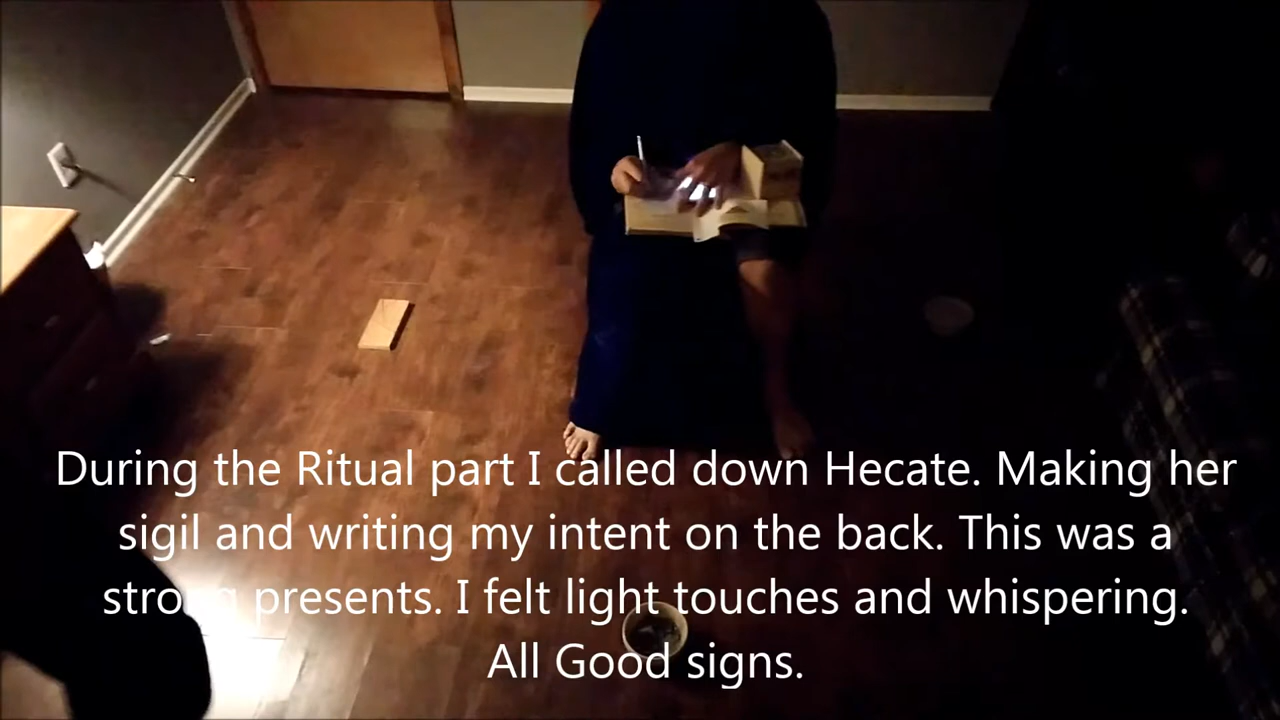 During the Ritual part I called down Hecate. Making her
sigil and writing my intent on the back. This was a
strong presents. I felt light touches and whispering.
All Good signs.